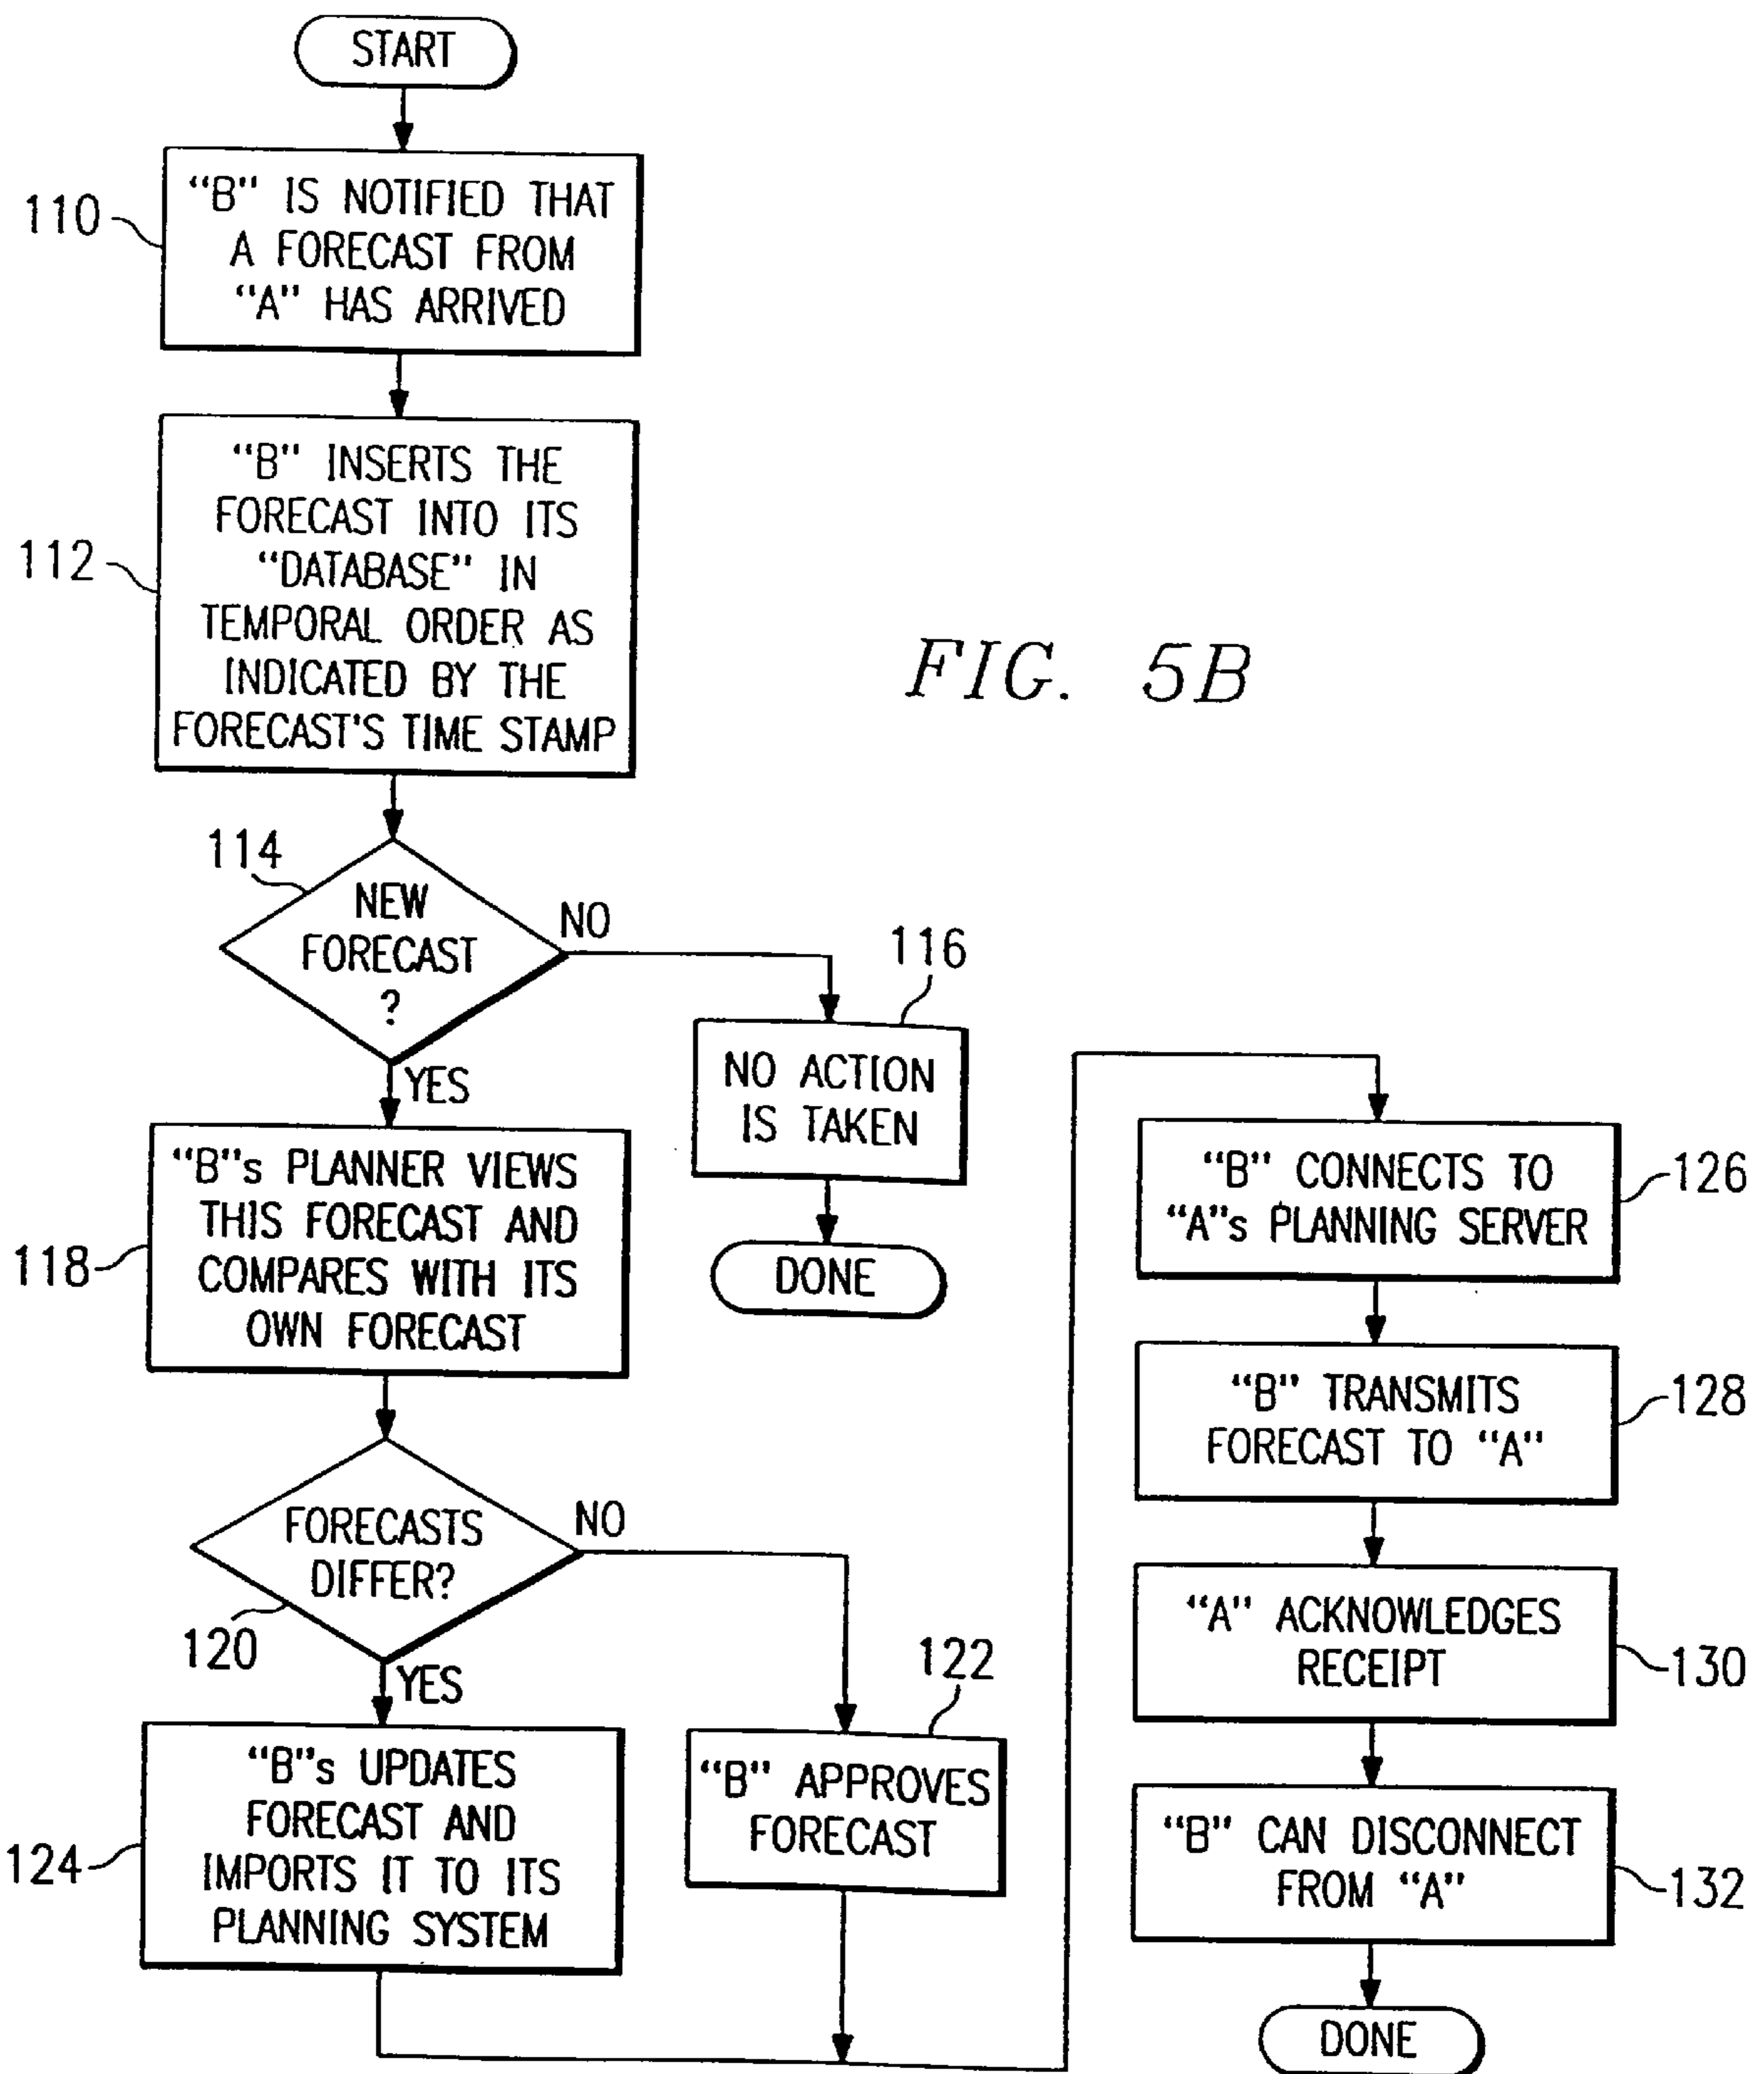 START
110
"B" IS NOTIFIED THAT
A FORECAST FROM
"A" HAS ARRIVED
112
"B" INSERTS THE
FORECAST INTO ITS
"DATABASE" IN
TEMPORAL ORDER AS
INDICATED BY THE
FORECAST'S TIME STAMP
FIG. 5B
114
NEW
FORECAST
?
NO
YES
116
NO ACTION
IS TAKEN
DONE
118
"B"s PLANNER VIEWS
THIS FORECAST AND
COMPARES WITH ITS
OWN FORECAST
FORECASTS
DIFFER?
120
NO
YES
122
"B" APPROVES
FORECAST
124
"B"s UPDATES
FORECAST AND
IMPORTS IT TO ITS
PLANNING SYSTEM
"B" CONNECTS TO
"A"s PLANNING SERVER
126
"B" TRANSMITS
FORECAST TO "A"
128
"A" ACKNOWLEDGES
RECEIPT
130
"B" CAN DISCONNECT
FROM "A"
132
DONE